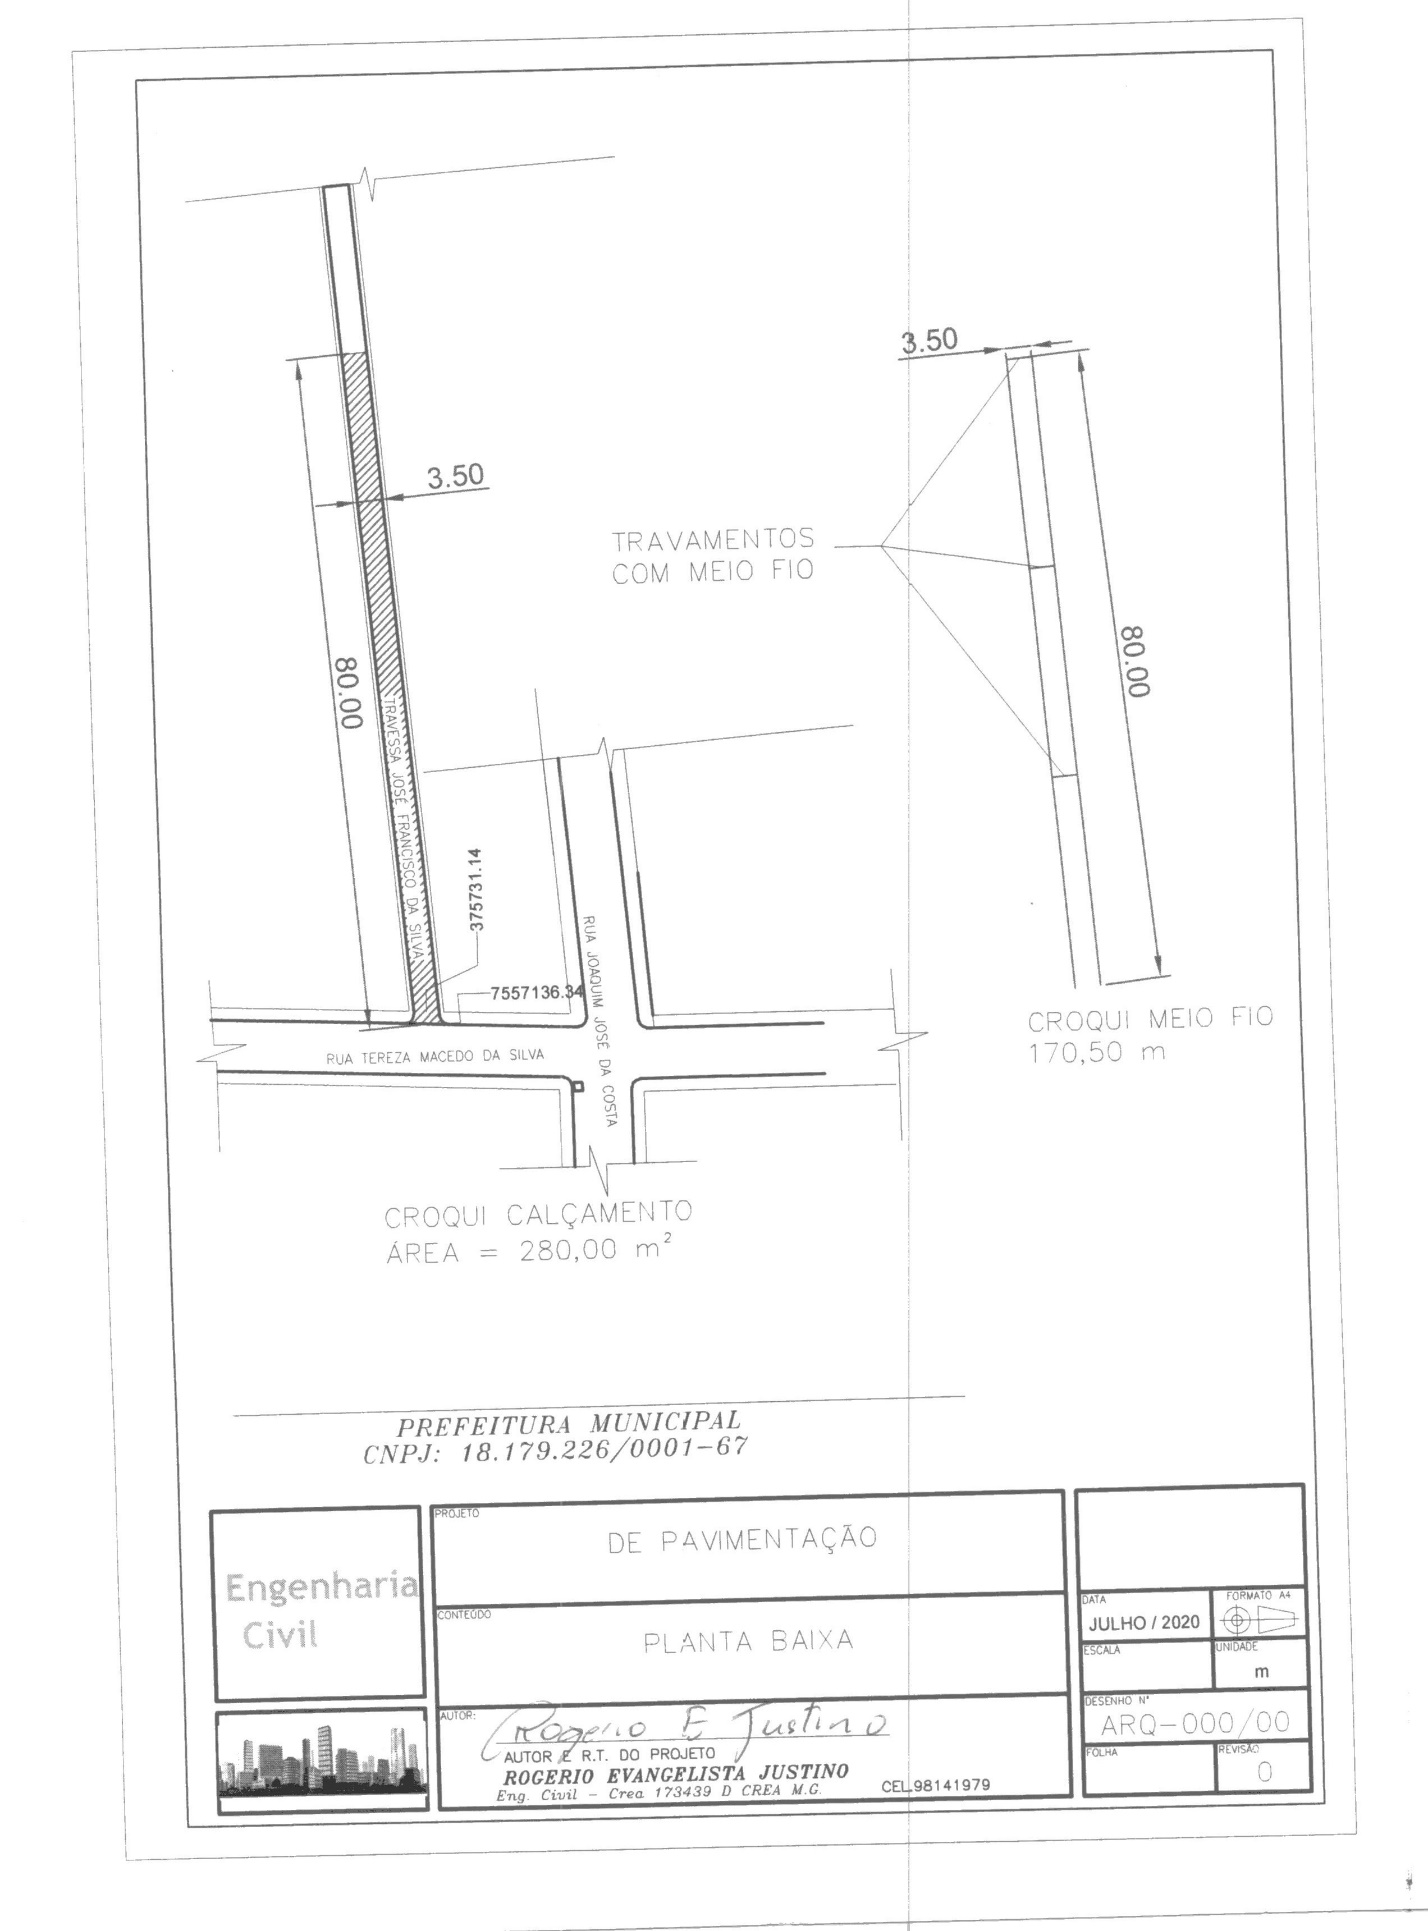 3.50
3.50
TRAVAMENTOS
COM MEIO FIO
80.00
80.00
TRAVESSA JOSÉ FRANCISCO DA SILVA
375731.14
7557136.34
RUA JOAQUIM JOSÉ DA COSTA
RUA TEREZA MACEDO DA SILVA
CROQUI MEIO FIO
170,50 m
CROQUI CALÇAMENTO
ÁREA = 280,00 m²
PREFEITURA MUNICIPAL
CNPJ: 18.179.226/0001-67
Engenharia
Civil
PROJETO
DE PAVIMENTAÇÃO
CONTEÚDO
PLANTA BAIXA
AUTOR:
Rogerio E Justino
AUTOR E R.T. DO PROJETO
ROGERIO EVANGELISTA JUSTINO
Eng. Civil - Crea 173439 D CREA M.G.
CEL.98141979
DATA
JULHO / 2020
FORMATO A4
ESCALA
UNIDADE
m
DESENHO N°
ARQ-000/00
FOLHA
REVISÃO
0